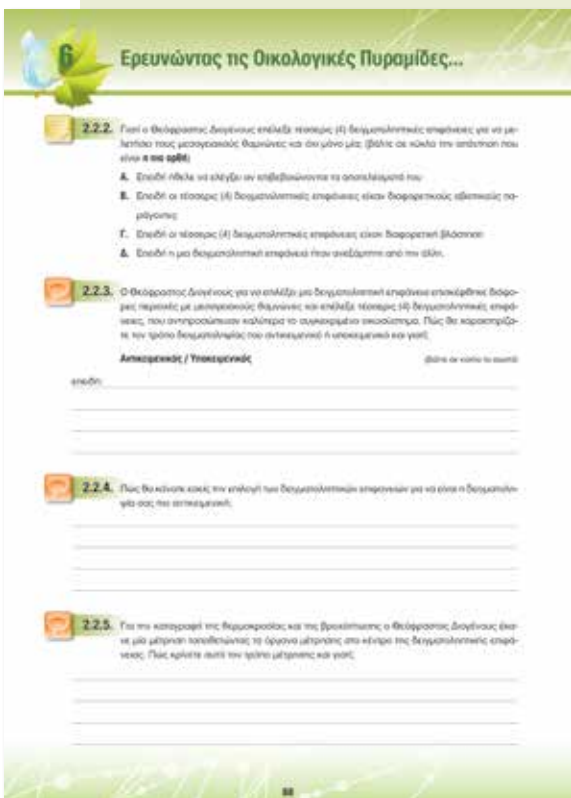 6
Ερευνώντας τις Οικολογικές Πυραμίδες...
2.2.2. Γιατί ο Θεόφραστος Διογένους επέλεξε τέσσερις (4) δειγματοληπτικές επιφάνειες για να με-
λετήσει τους μεσογειακούς θαμνώνες και όχι μόνο μία; (βάλτε σε κύκλο την απάντηση που
είναι η πιο ορθή)
Α. Επειδή ήθελε να ελέγξει αν επιβεβαιώνονται τα αποτελέσματά του
Β. Επειδή οι τέσσερις (4) δειγματοληπτικές επιφάνειες είχαν διαφορετικούς αβιοτικούς πα-
ράγοντες
Γ. Επειδή οι τέσσερις (4) δειγματοληπτικές επιφάνειες είχαν διαφορετική βλάστηση
Δ. Επειδή η μια δειγματοληπτική επιφάνεια ήταν ανεξάρτητη από την άλλη.
2.2.3. Ο Θεόφραστος Διογένους για να επιλέξει μια δειγματοληπτική επιφάνεια επισκέφθηκε διάφο-
ρες περιοχές με μεσογειακούς θαμνώνες και επέλεξε τέσσερις (4) δειγματοληπτικές επιφά-
νειες, που αντιπροσώπευαν καλύτερα το συγκεκριμένο οικοσύστημα. Πώς θα χαρακτηρίζα-
τε τον τρόπο δειγματοληψίας του αντικειμενικό ή υποκειμενικό και γιατί;
Αντικειμενικός / Υποκειμενικός (βάλτε σε κύκλο το σωστό)
επειδή:
2.2.4. Πώς θα κάνατε εσείς την επιλογή των δειγματοληπτικών επιφανειών για να είναι η δειγματολη-
ψία σας πιο αντικειμενική;
2.2.5. Για την καταγραφή της θερμοκρασίας και της βροχόπτωσης ο Θεόφραστος Διογένους έκα-
νε μία μέτρηση τοποθετώντας τα όργανα μέτρησης στο κέντρο της δειγματοληπτικής επιφά-
νειας. Πώς κρίνετε αυτό τον τρόπο μέτρησης και γιατί;